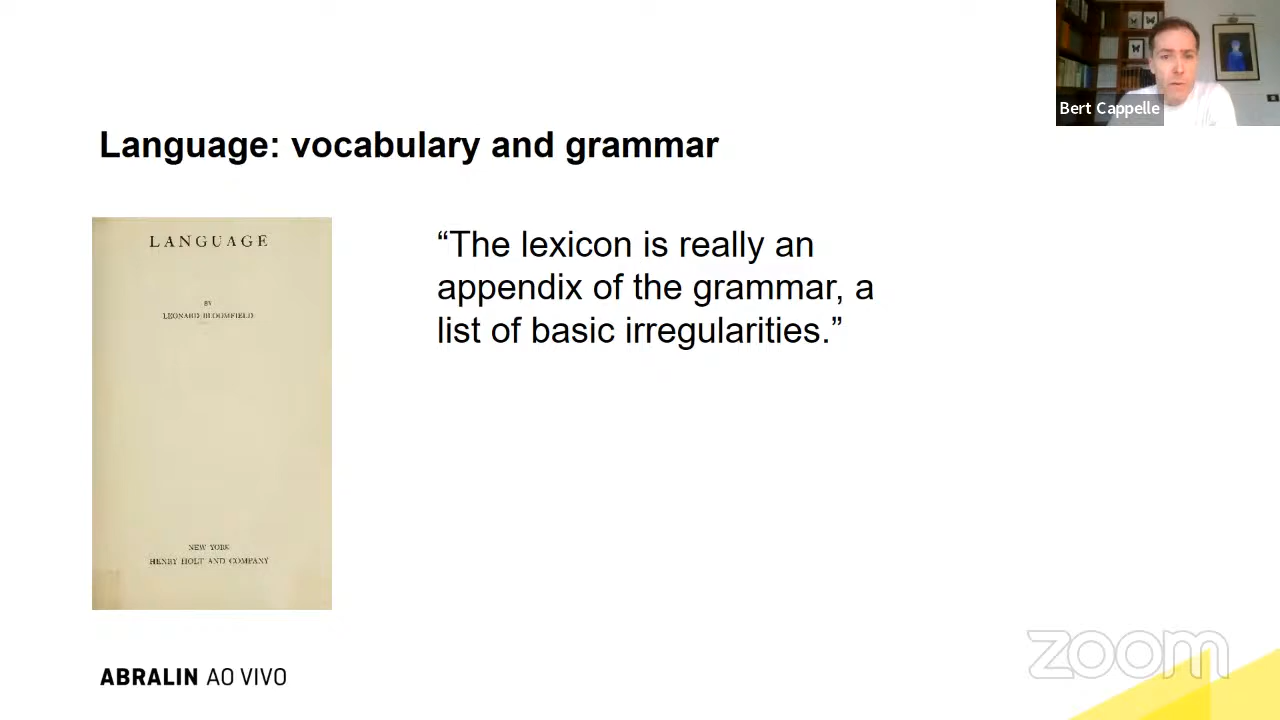 Bert Cappelle
Language: vocabulary and grammar
LANGUAGE
BY
LEONARD BLOOMFIELD
NEW YORK
HENRY HOLT AND COMPANY
“The lexicon is really an
appendix of the grammar, a
list of basic irregularities.”
ABRALIN AO VIVO
zoom